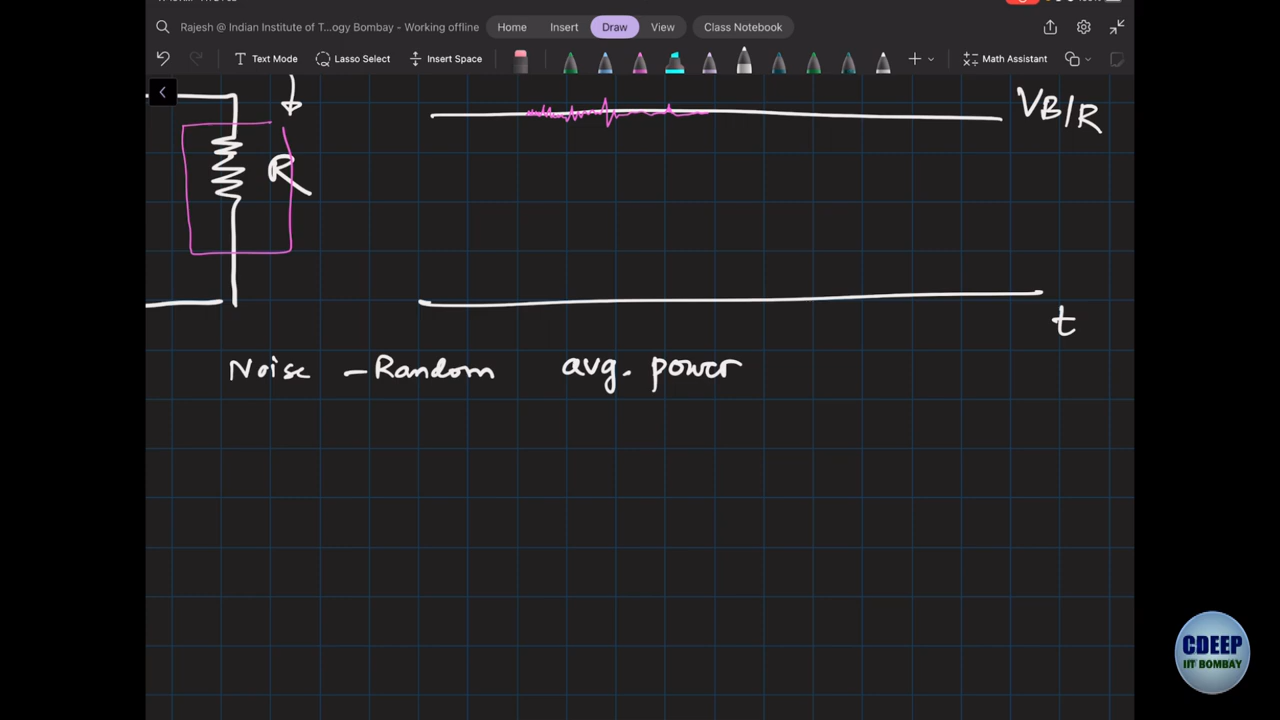 Rajesh @ Indian Institute of T...ogy Bombay - Working offline Home Insert Draw View Class Notebook
Text Mode Lasso Select Insert Space Math Assistant
VB/R
R
t
Noise - Random avg. power
CDEEP
IIT BOMBAY